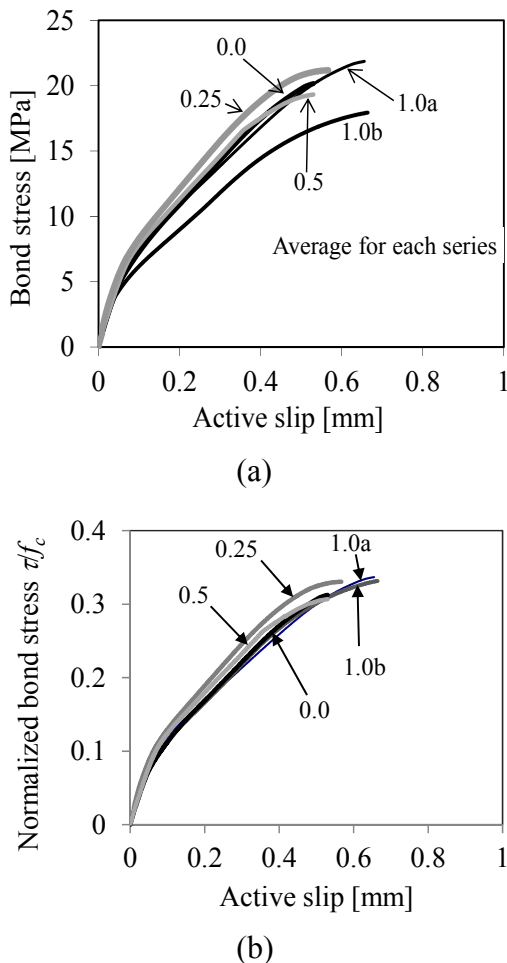 25
20
15
10
5
0
Bond stress [MPa]
0.0
0.25
1.0a
1.0b
0.5
Average for each series
0 0.2 0.4 0.6 0.8 1
Active slip [mm]
(a)
0.4
0.3
0.2
0.1
0
Normalized bond stress τ/fc
0.25
1.0a
0.5
1.0b
0.0
0 0.2 0.4 0.6 0.8 1
Active slip [mm]
(b)